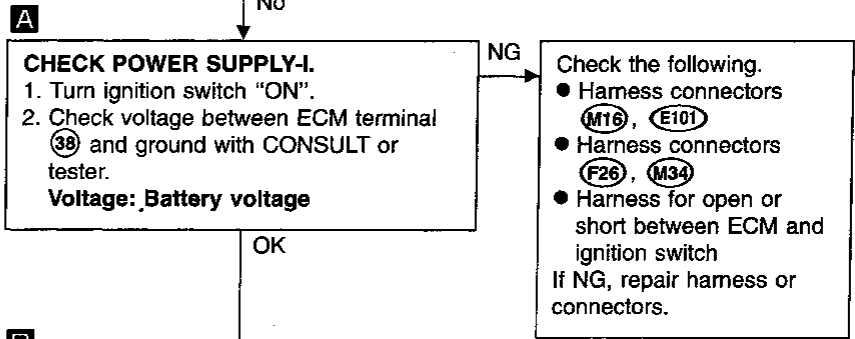 No
A
CHECK POWER SUPPLY-I.
1. Turn ignition switch “ON”.
2. Check voltage between ECM terminal
38 and ground with CONSULT or
tester.
Voltage: Battery voltage
NG
Check the following.
● Harness connectors
M16, E101
● Harness connectors
F26, M34
● Harness for open or
short between ECM and
ignition switch
If NG, repair harness or
connectors.
OK